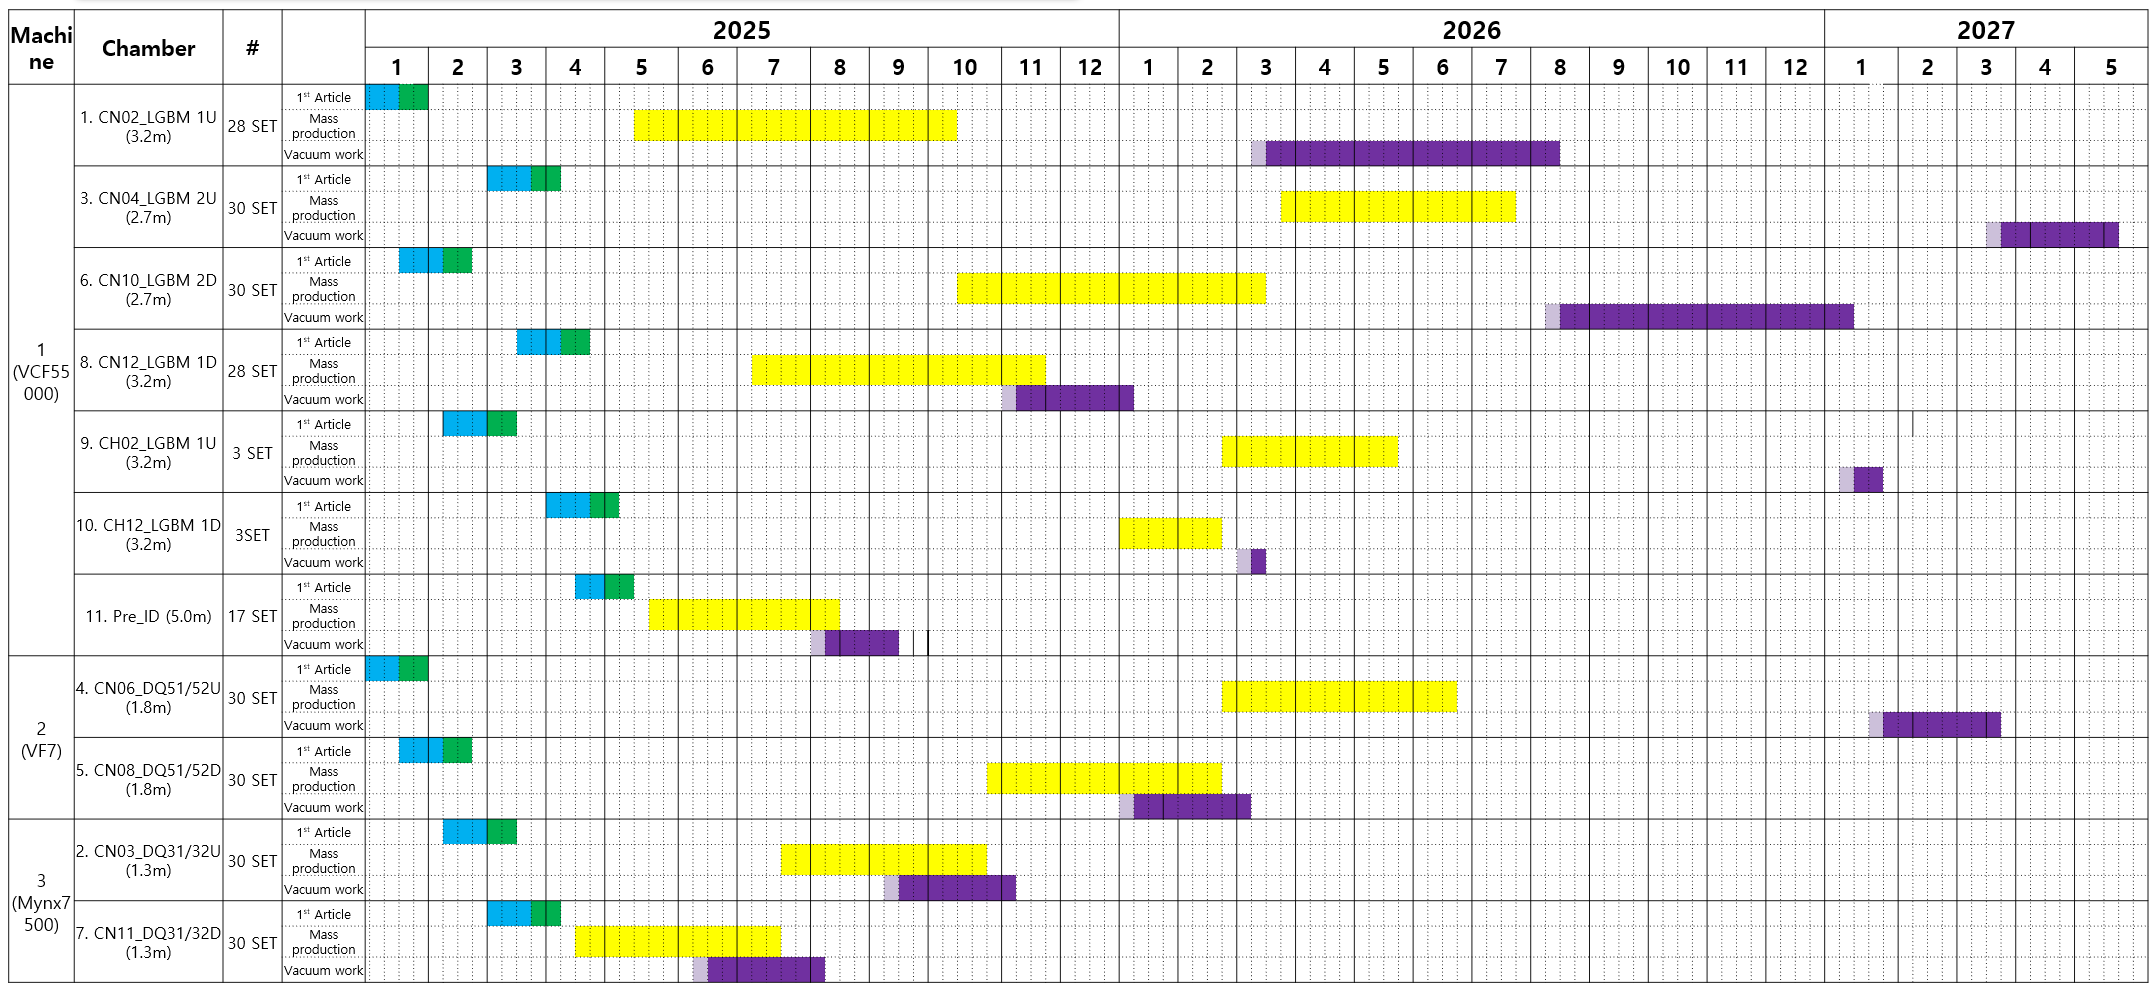 Machi
ne
Chamber
#
2025
2026
2027
1 2 3 4 5 6 7 8 9 10 11 12 1 2 3 4 5 6 7 8 9 10 11 12 1 2 3 4 5
1
(VCF55
000)
1. CN02_LGBM 1U
(3.2m)
28 SET
1st Article
Mass
production
Vacuum work
3. CN04_LGBM 2U
(2.7m)
30 SET
1st Article
Mass
production
Vacuum work
6. CN10_LGBM 2D
(2.7m)
30 SET
1st Article
Mass
production
Vacuum work
8. CN12_LGBM 1D
(3.2m)
28 SET
1st Article
Mass
production
Vacuum work
9. CH02_LGBM 1U
(3.2m)
3 SET
1st Article
Mass
production
Vacuum work
10. CH12_LGBM 1D
(3.2m)
3SET
1st Article
Mass
production
Vacuum work
11. Pre_ID (5.0m)
17 SET
1st Article
Mass
production
Vacuum work
2
(VF7)
4. CN06_DQ51/52U
(1.8m)
30 SET
1st Article
Mass
production
Vacuum work
5. CN08_DQ51/52D
(1.8m)
30 SET
1st Article
Mass
production
Vacuum work
3
(Mynx7
500)
2. CN03_DQ31/32U
(1.3m)
30 SET
1st Article
Mass
production
Vacuum work
7. CN11_DQ31/32D
(1.3m)
30 SET
1st Article
Mass
production
Vacuum work